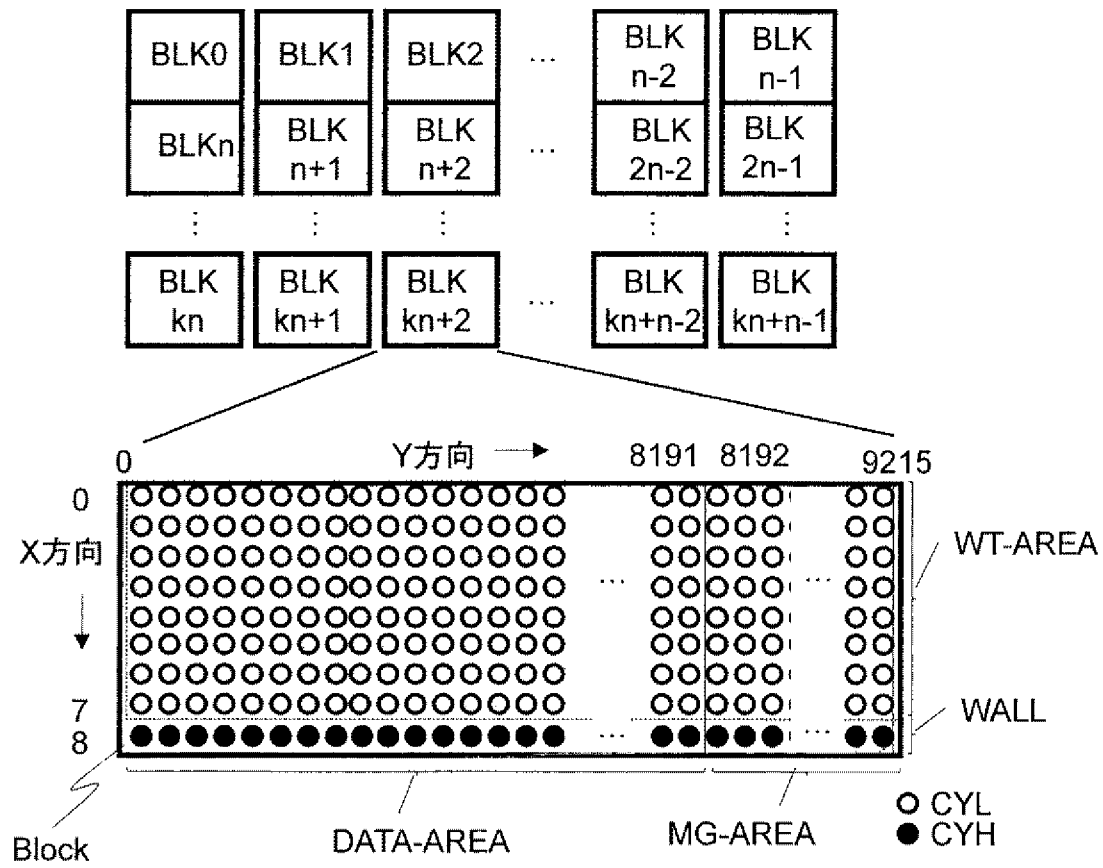 BLK0 BLK1 BLK2 ... BLK n-2 BLK n-1
BLKn BLK n+1 BLK n+2 ... BLK 2n-2 BLK 2n-1
BLK kn BLK kn+1 BLK kn+2 ... BLK kn+n-2 BLK kn+n-1
0 Y方向 8191 8192 9215
0
X方向
WT-AREA
7
8
WALL
Block
DATA-AREA
MG-AREA
CYL
CYH